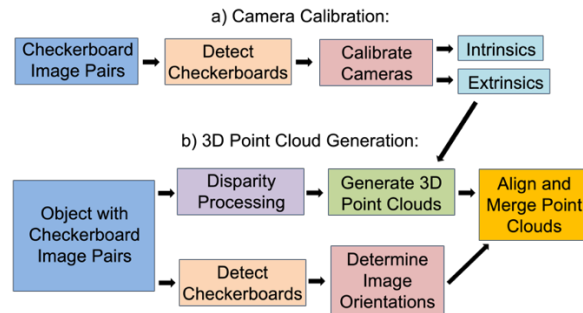 a) Camera Calibration:
Checkerboard
Image Pairs
Detect
Checkerboards
Calibrate
Cameras
Intrinsics
Extrinsics
b) 3D Point Cloud Generation:
Object with
Checkerboard
Image Pairs
Disparity
Processing
Generate 3D
Point Clouds
Align and
Merge Point
Clouds
Detect
Checkerboards
Determine
Image
Orientations